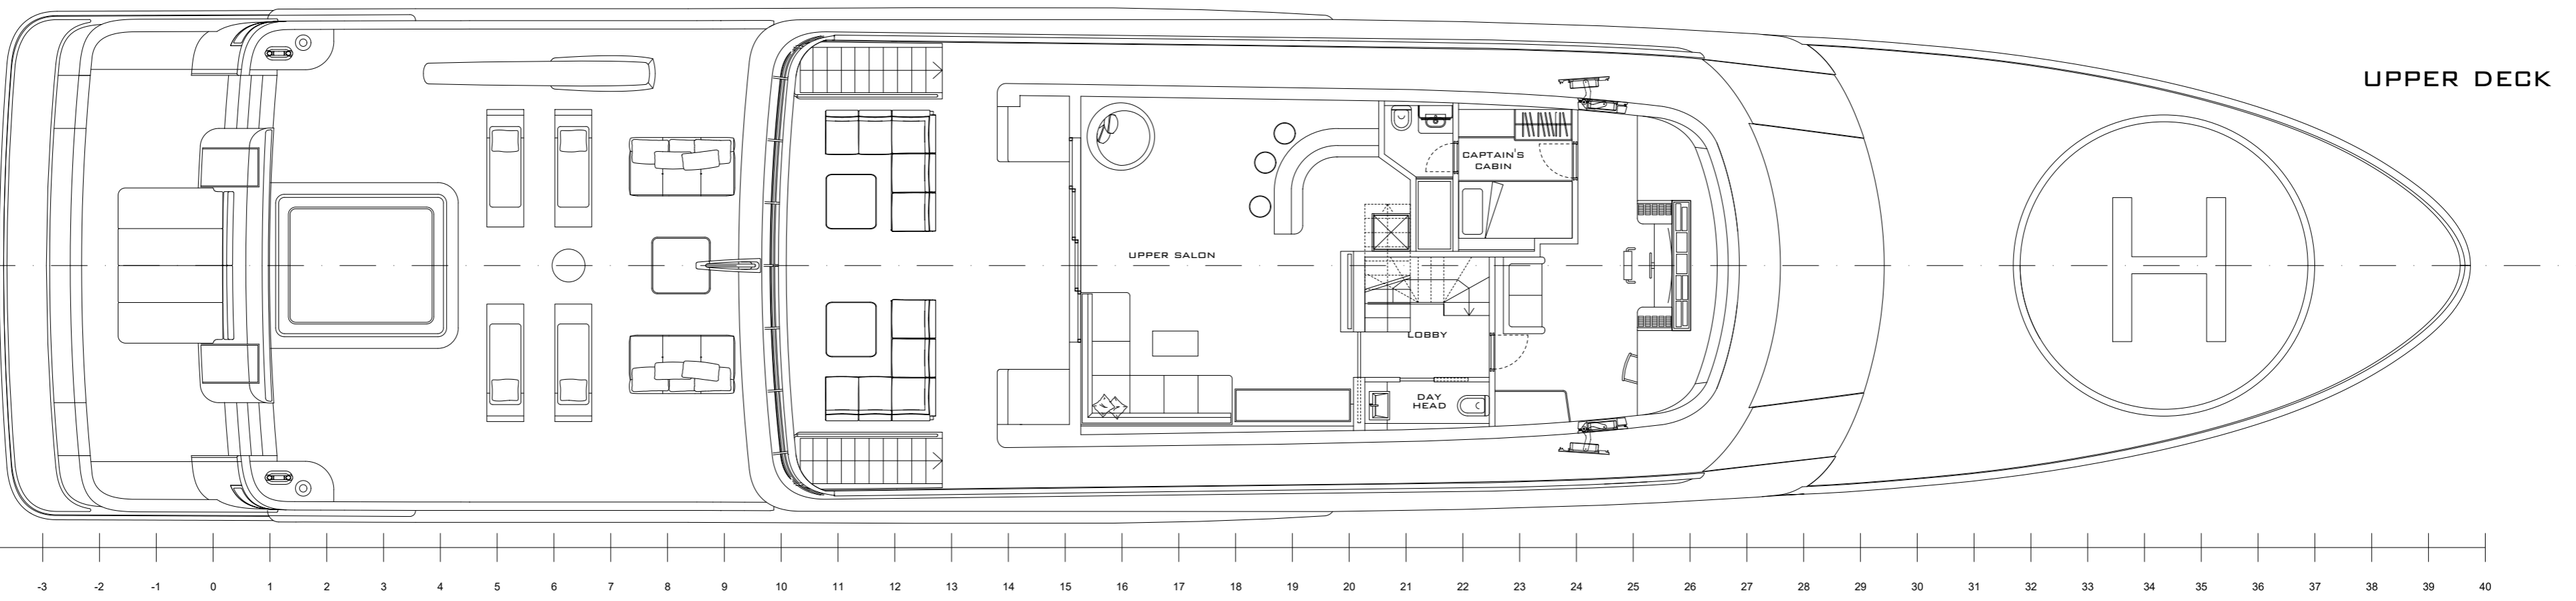 UPPER DECK
CAPTAIN'S
CABIN
UPPER SALON
LOBBY
DAY
HEAD
-3 -2 -1 0 1 2 3 4 5 6 7 8 9 10 11 12 13 14 15 16 17 18 19 20 21 22 23 24 25 26 27 28 29 30 31 32 33 34 35 36 37 38 39 40